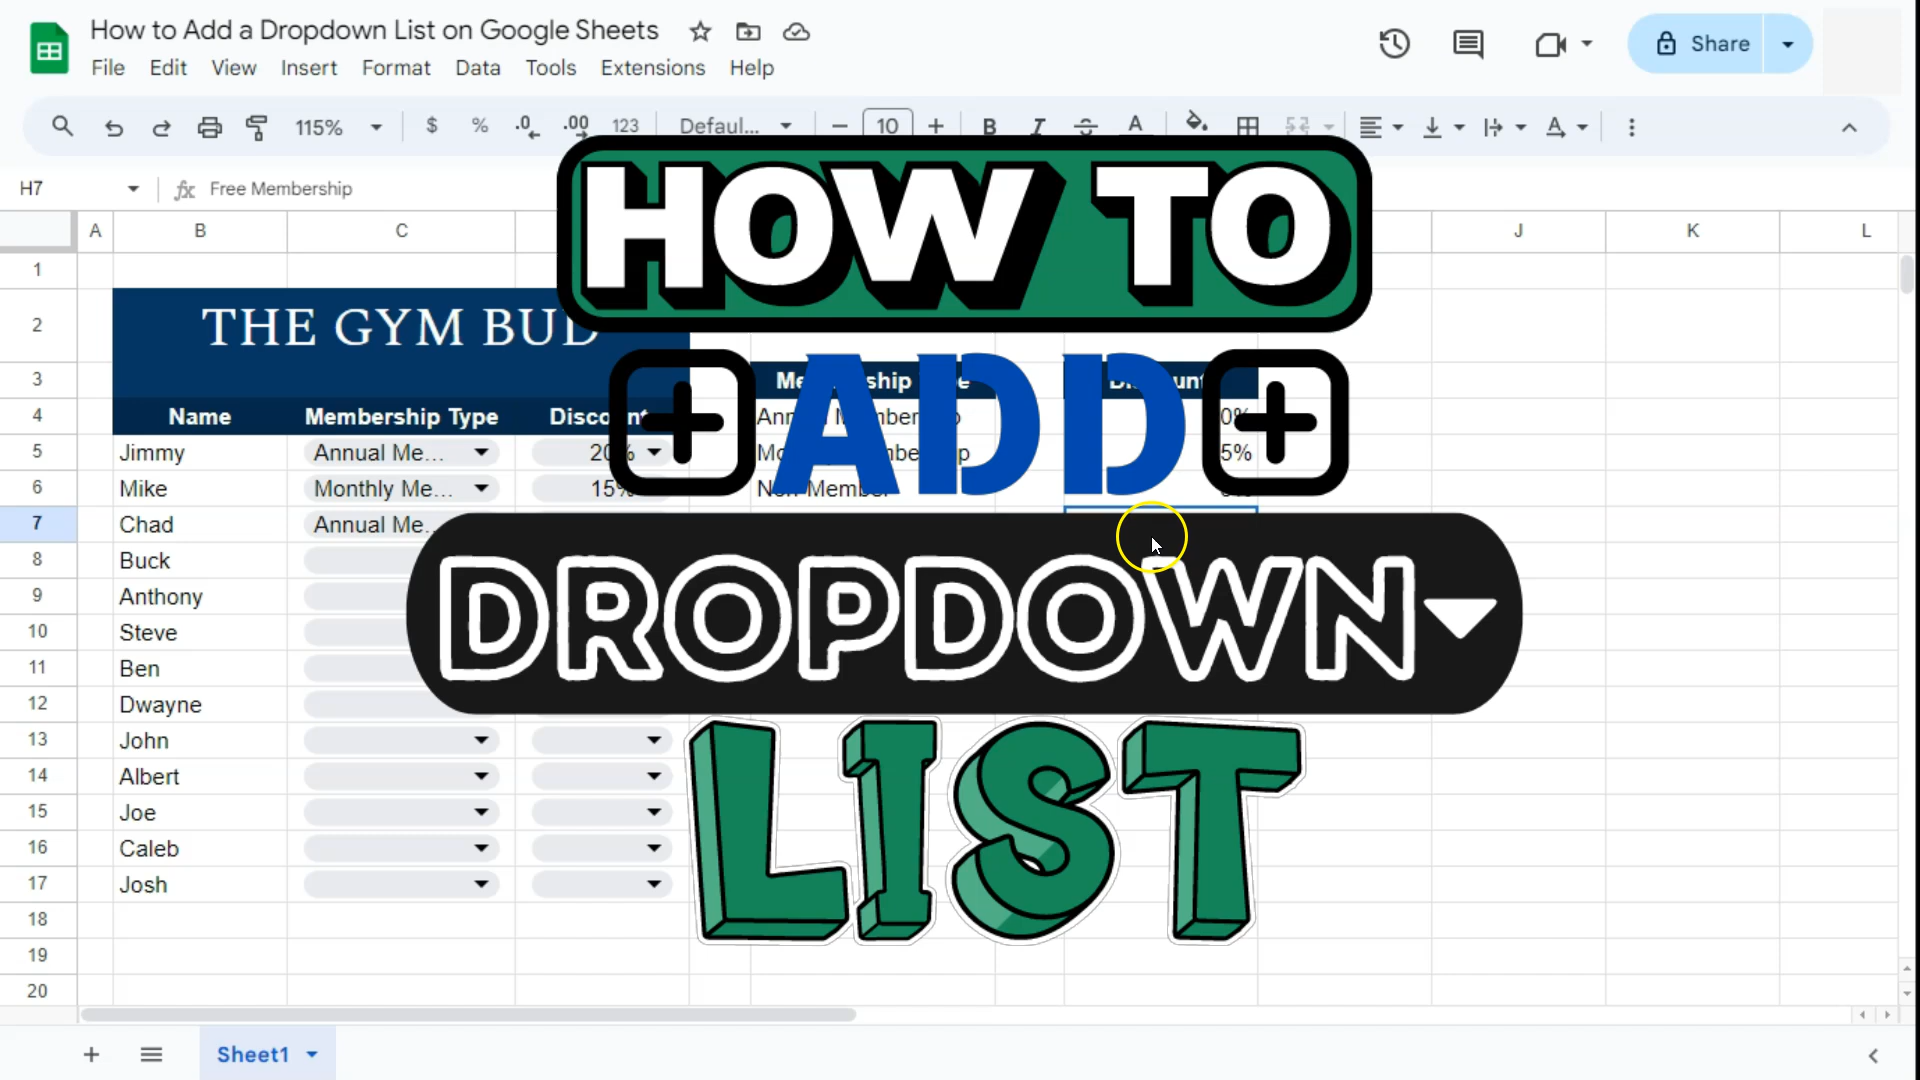 How to Add a Dropdown List on Google Sheets
File Edit View Insert Format Data Tools Extensions Help
Share
115% $ % .0 .00 123 Defaul... 10 B I S A
H7 fx Free Membership
A B C J K L
1
2 THE GYM BUD
3
4 Name Membership Type Discount
5 Jimmy Annual Me... 20%
6 Mike Monthly Me... 15%
7 Chad Annual Me...
8 Buck
9 Anthony
10 Steve
11 Ben
12 Dwayne
13 John
14 Albert
15 Joe
16 Caleb
17 Josh
18
19
20
HOW TO
ADD
DROPDOWN
LIST
Sheet1